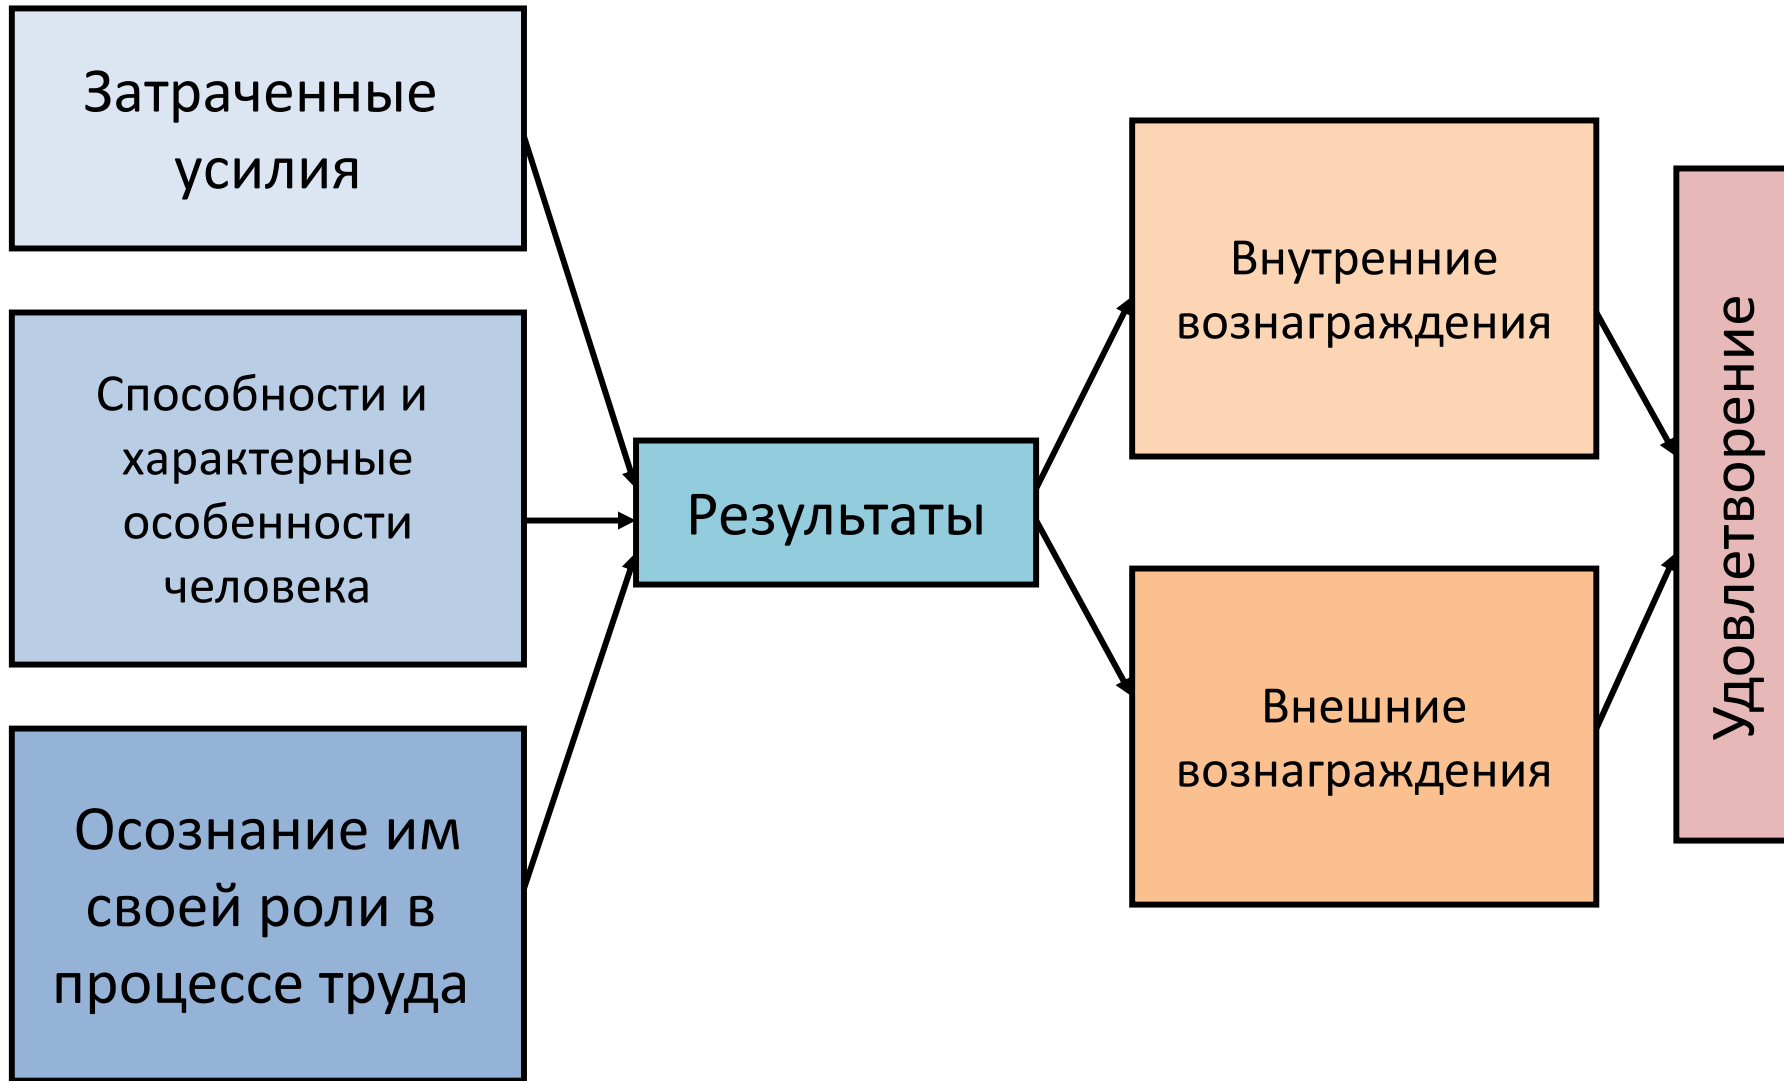 Затраченные
усилия
Способности и
характерные
особенности
человека
Осознание им
своей роли в
процессе труда
Результаты
Внутренние
вознаграждения
Внешние
вознаграждения
Удовлетворение